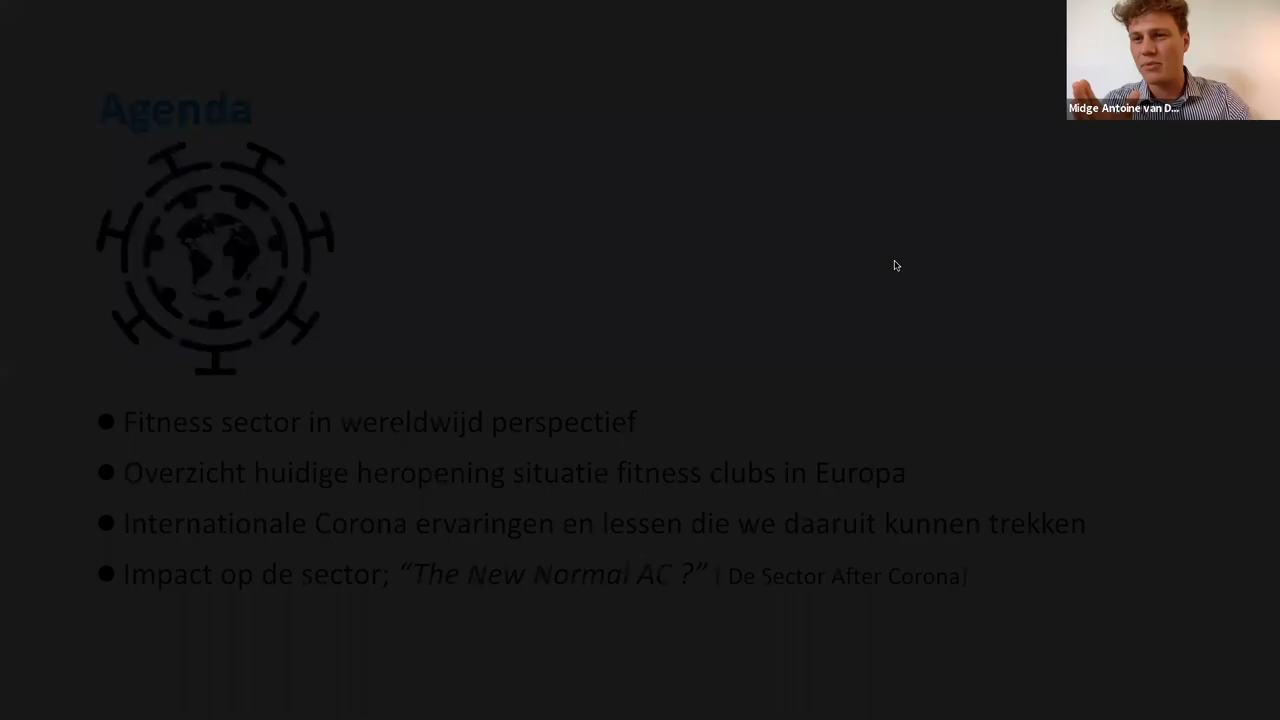 Midge Antoine van D...
Agenda
● Fitness sector in wereldwijd perspectief
● Overzicht huidige heropening situatie fitness clubs in Europa
● Internationale Corona ervaringen en lessen die we daaruit kunnen trekken
● Impact op de sector; “The New Normal AC ?” ( De Sector After Corona)